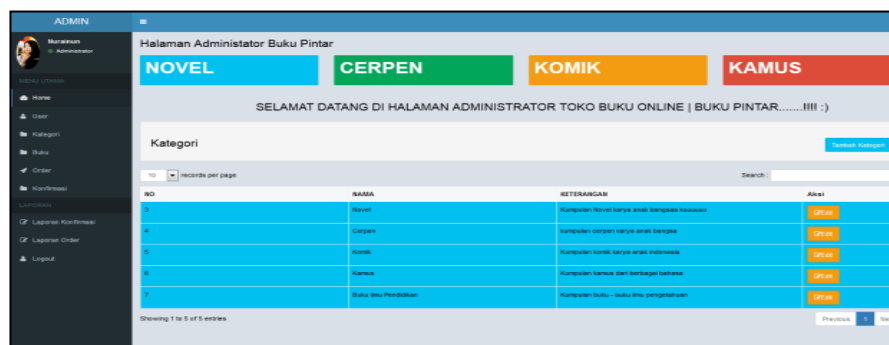 ADMIN
Nurainun
Administrator
MENU UTAMA
Home
User
Kategori
Buku
Order
Konfirmasi
LAPORAN
Laporan Konfirmasi
Laporan Order
Logout
Halaman Administator Buku Pintar
NOVEL CERPEN KOMIK KAMUS
SELAMAT DATANG DI HALAMAN ADMINISTRATOR TOKO BUKU ONLINE | BUKU PINTAR.......!!!! :)
Kategori Tambah Kategori
10 records per page Search :
NO NAMA KETERANGAN Aksi
3 Novel Kumpulan Novel karya anak bangsaa Edit
4 Cerpen kumpulan cerpen karya anak bangsa Edit
5 Komik Kumpulan komik karya anak indonesia Edit
6 Kamus Kumpulan kamus dari berbagai bahasa Edit
7 Buku Ilmu Pendidikan Kumpulan buku - buku ilmu pengetahuan Edit
Showing 1 to 5 of 5 entries Previous Ne